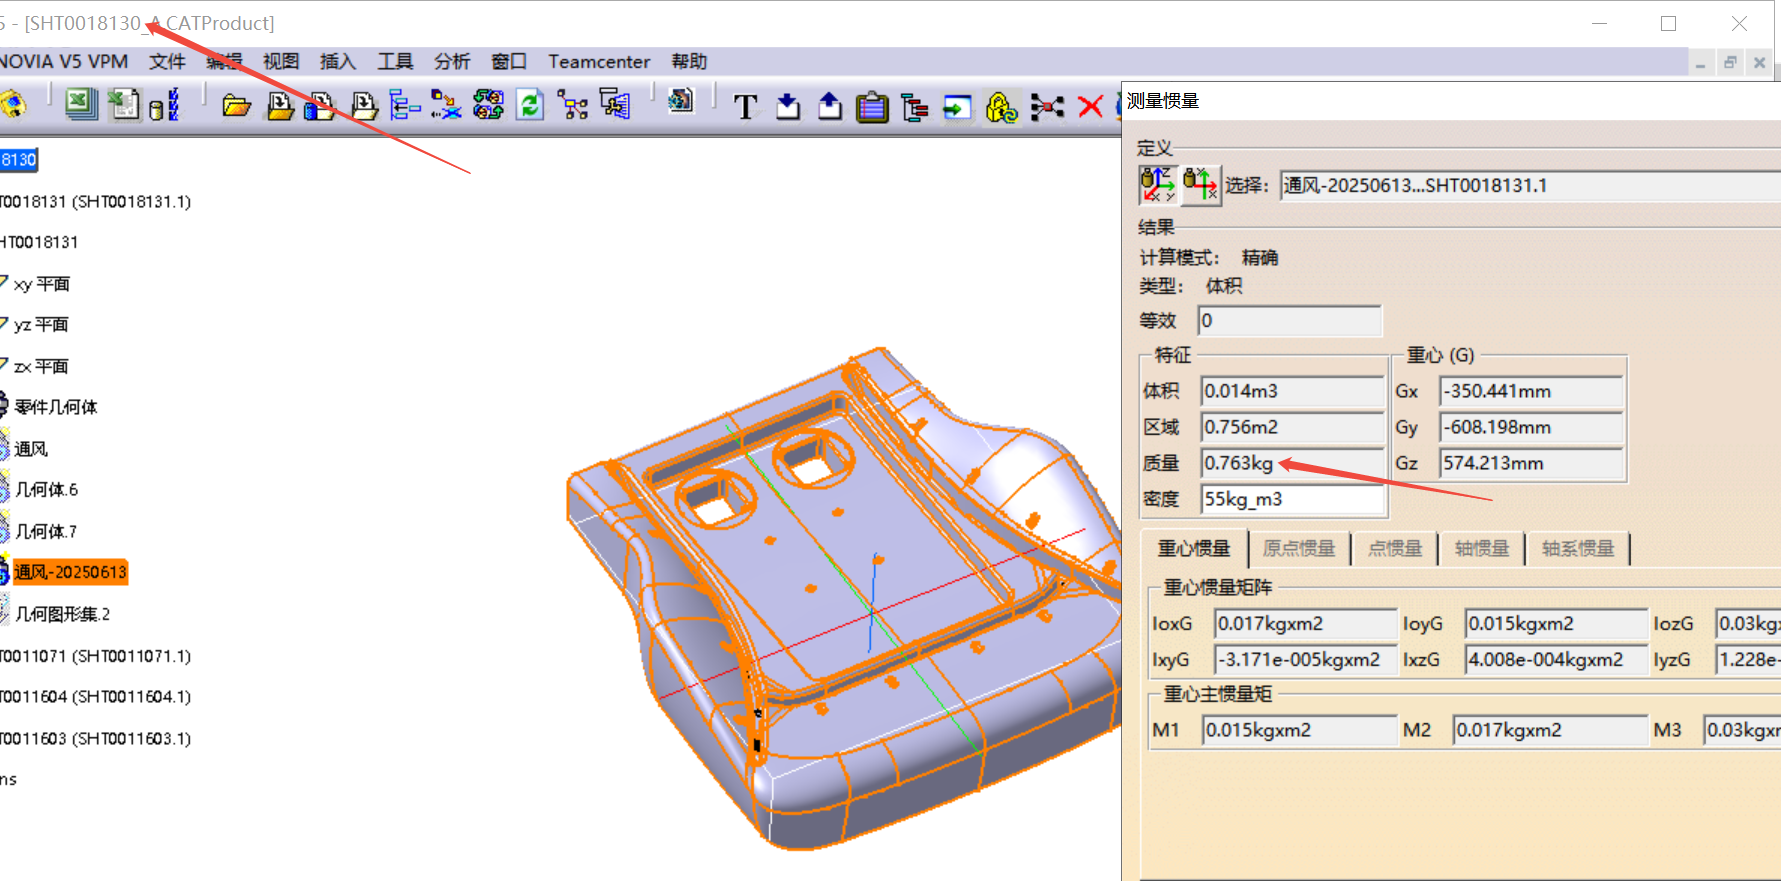 5 - [SHT0018130_A.CATProduct]
NOVIA V5 VPM 文件 编辑 视图 插入 工具 分析 窗口 Teamcenter 帮助
测量惯量
定义
选择: 通风-20250613...SHT0018131.1
结果
计算模式: 精确
类型: 体积
等效 0
特征
体积 0.014m3
区域 0.756m2
质量 0.763kg
密度 55kg_m3
重心 (G)
Gx -350.441mm
Gy -608.198mm
Gz 574.213mm
重心惯量 原点惯量 点惯量 轴惯量 轴系惯量
重心惯量矩阵
IoxG 0.017kgxm2 IoyG 0.015kgxm2 IozG 0.03kgx
IxyG -3.171e-005kgxm2 IxzG 4.008e-004kgxm2 IyzG 1.228e-
重心主惯量矩
M1 0.015kgxm2 M2 0.017kgxm2 M3 0.03kgxm
8130
T0018131 (SHT0018131.1)
HT0018131
xy 平面
yz 平面
zx 平面
零件几何体
通风
几何体.6
几何体.7
通风-20250613
几何图形集.2
T0011071 (SHT0011071.1)
T0011604 (SHT0011604.1)
T0011603 (SHT0011603.1)
ns